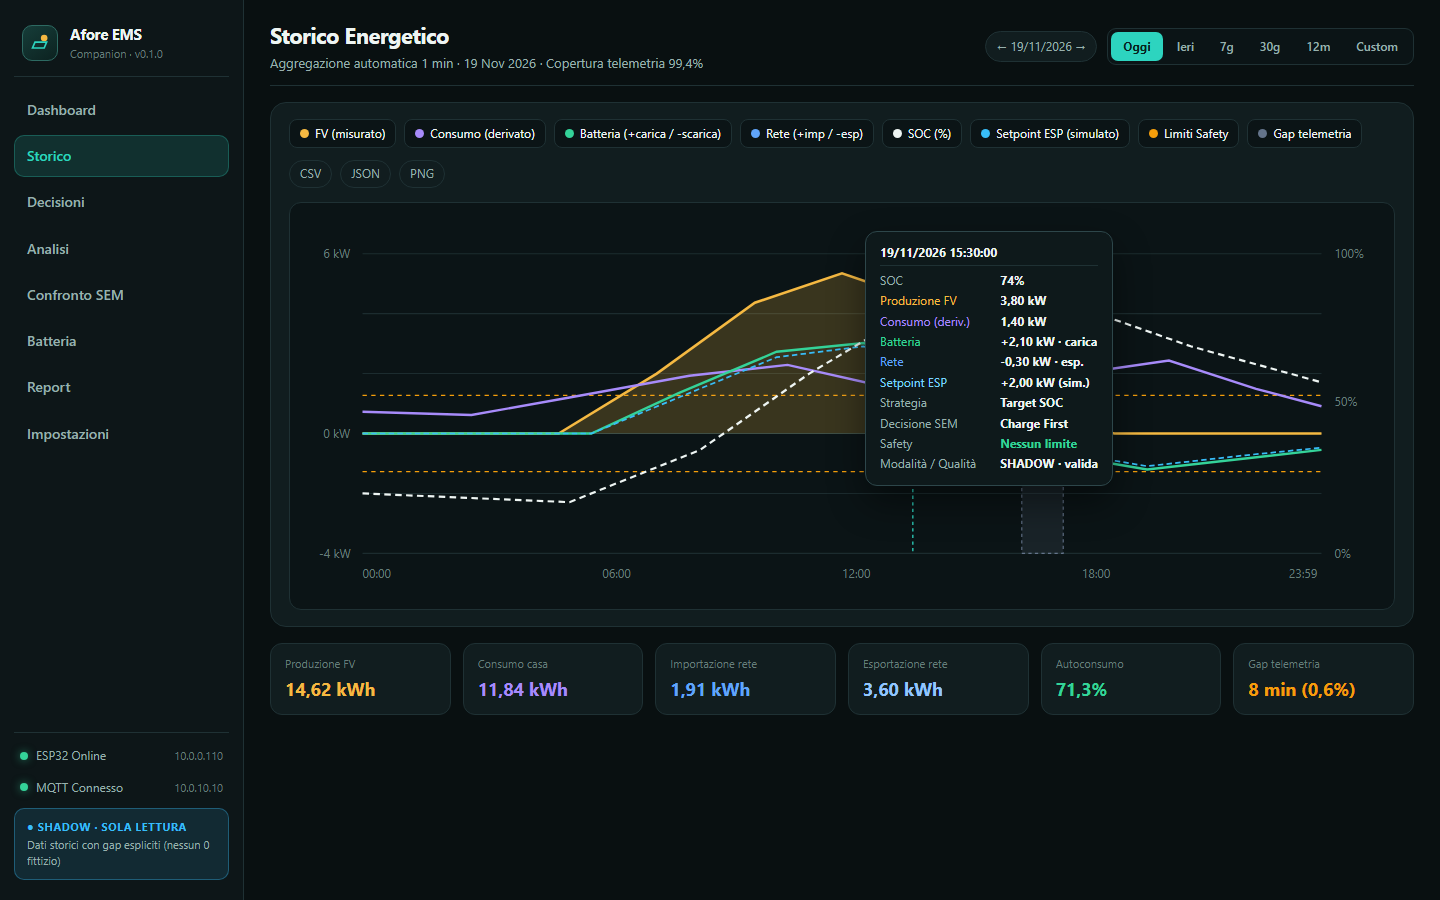 Afore EMS
Companion · v0.1.0
Dashboard
Storico
Decisioni
Analisi
Confronto SEM
Batteria
Report
Impostazioni
ESP32 Online 10.0.0.110
MQTT Connesso 10.0.10.10
● SHADOW · SOLA LETTURA
Dati storici con gap espliciti (nessun 0
fittizio)
Storico Energetico
Aggregazione automatica 1 min · 19 Nov 2026 · Copertura telemetria 99,4%
← 19/11/2026 → Oggi Ieri 7g 30g 12m Custom
FV (misurato) Consumo (derivato) Batteria (+carica / -scarica) Rete (+imp / -esp) SOC (%) Setpoint ESP (simulato) Limiti Safety Gap telemetria
CSV JSON PNG
6 kW
0 kW
-4 kW
100%
50%
0%
00:00 06:00 12:00 18:00 23:59
19/11/2026 15:30:00
SOC 74%
Produzione FV 3,80 kW
Consumo (deriv.) 1,40 kW
Batteria +2,10 kW · carica
Rete -0,30 kW · esp.
Setpoint ESP +2,00 kW (sim.)
Strategia Target SOC
Decisione SEM Charge First
Safety Nessun limite
Modalità / Qualità SHADOW · valida
Produzione FV
14,62 kWh
Consumo casa
11,84 kWh
Importazione rete
1,91 kWh
Esportazione rete
3,60 kWh
Autoconsumo
71,3%
Gap telemetria
8 min (0,6%)